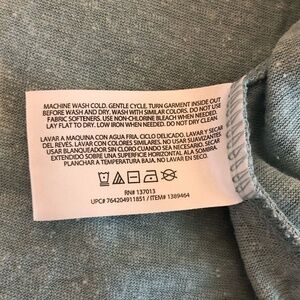 MACHINE WASH COLD. GENTLE CYCLE. TURN GARMENT INSIDE OUT
BEFORE WASH AND DRY. WASH WITH SIMILAR COLORS. DO NOT USE
FABRIC SOFTENERS. USE NON-CHLORINE BLEACH WHEN NEEDED.
LAY FLAT TO DRY. LOW IRON WHEN NEEDED. DO NOT DRY CLEAN.
LAVAR A MAQUINA CON AGUA FRIA. CICLO DELICADO. LAVAR Y SECAR
DEL REVÉS. LAVAR CON COLORES SIMILARES. NO USAR SUAVIZANTES.
USAR BLANQUEADOR SIN CLORO CUANDO SEA NECESARIO. SECAR
EXTENDIDO SOBRE UNA SUPERFICIE HORIZONTAL A LA SOMBRA.
PLANCHAR A TEMPERATURA BAJA. NO LAVAR EN SECO.
RN# 137013
UPC# 764204911851 / ITEM# 1389464